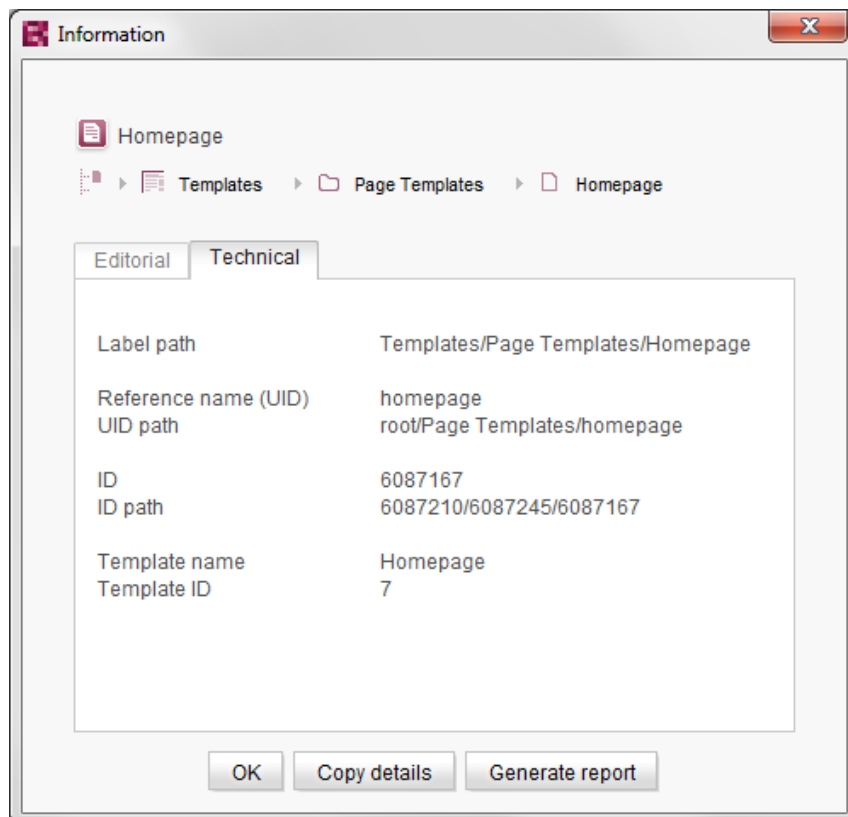 Information
Homepage
Templates Page Templates Homepage
Editorial Technical
Label path Templates/Page Templates/Homepage
Reference name (UID) homepage
UID path root/Page Templates/homepage
ID 6087167
ID path 6087210/6087245/6087167
Template name Homepage
Template ID 7
OK Copy details Generate report